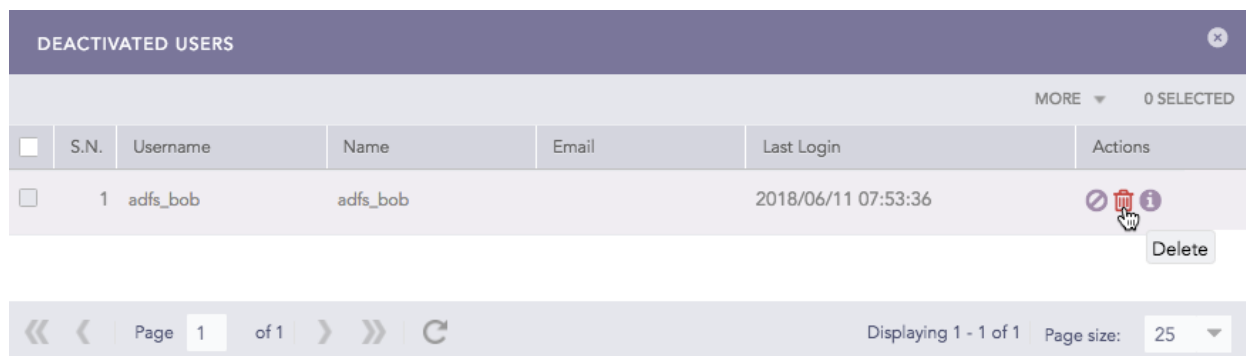 DEACTIVATED USERS
MORE 0 SELECTED
S.N. Username Name Email Last Login Actions
1 adfs_bob adfs_bob 2018/06/11 07:53:36
Delete
Page 1 of 1 Displaying 1 - 1 of 1 Page size: 25